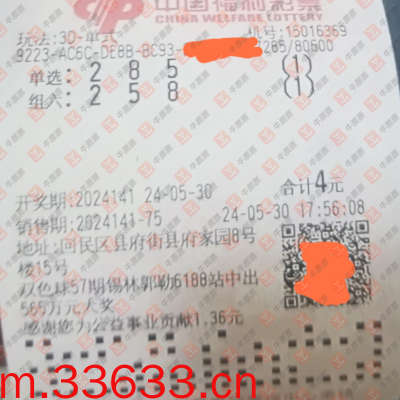 中国福利彩票
CHINA WELFARE LOTTERY
玩法:3D-单式 机号:15016369
9223-AC6C-DE8B-BC93- 285/80600
单选: 2 8 5 (1)
组六: 2 5 8 (1)
开奖期:2024141 24-05-30 合计4元
销售期:2024141-75 24-05-30 17:56:08
地址:回民区县府街县府家园8号
楼15号
双色球57期锡林郭勒6188站中出
565万元大奖
感谢您为公益事业贡献1.36元
m.33633.cn